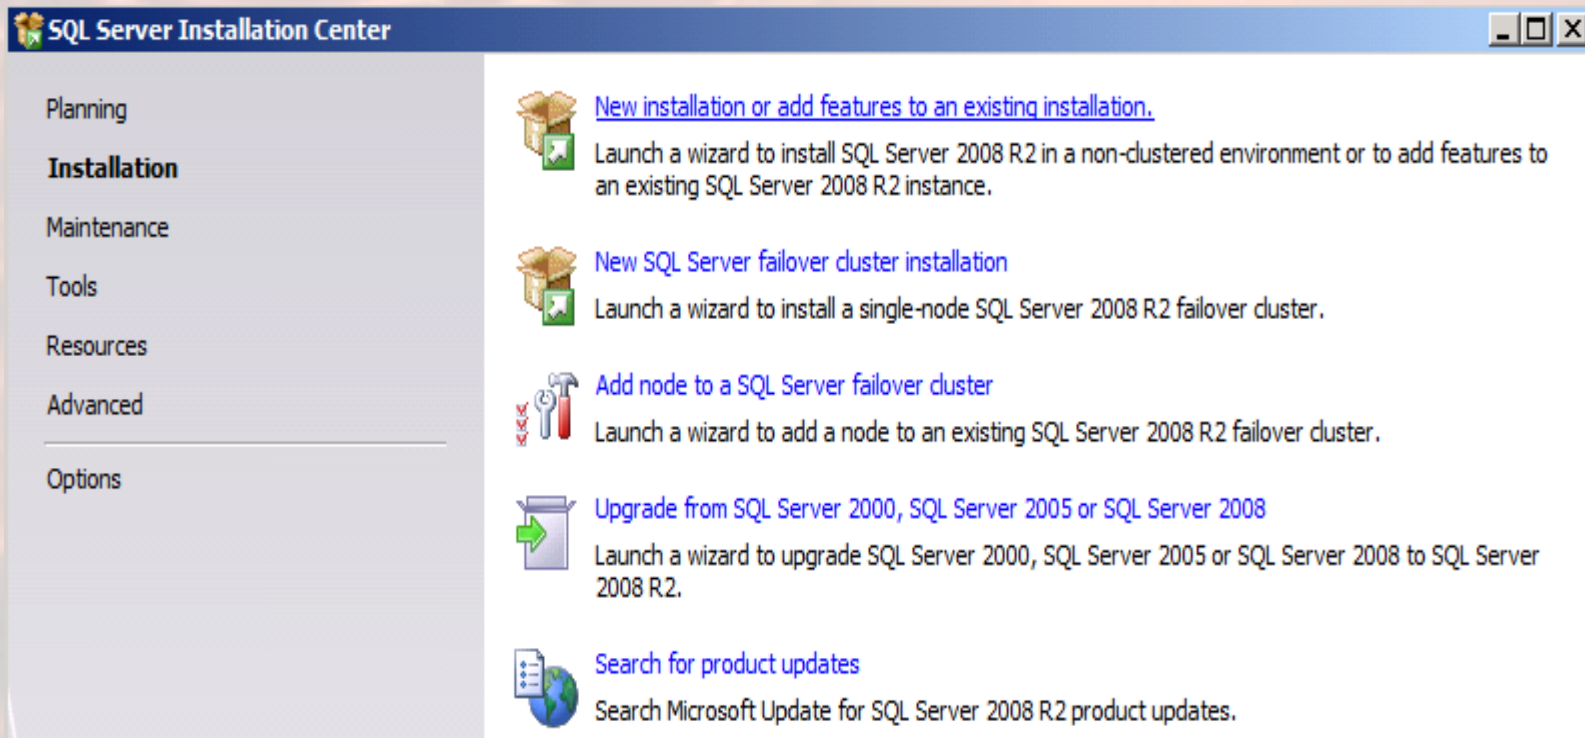 SQL Server Installation Center
Planning
Installation
Maintenance
Tools
Resources
Advanced
Options
New installation or add features to an existing installation.
Launch a wizard to install SQL Server 2008 R2 in a non-clustered environment or to add features to
an existing SQL Server 2008 R2 instance.
New SQL Server failover cluster installation
Launch a wizard to install a single-node SQL Server 2008 R2 failover cluster.
Add node to a SQL Server failover cluster
Launch a wizard to add a node to an existing SQL Server 2008 R2 failover cluster.
Upgrade from SQL Server 2000, SQL Server 2005 or SQL Server 2008
Launch a wizard to upgrade SQL Server 2000, SQL Server 2005 or SQL Server 2008 to SQL Server
2008 R2.
Search for product updates
Search Microsoft Update for SQL Server 2008 R2 product updates.